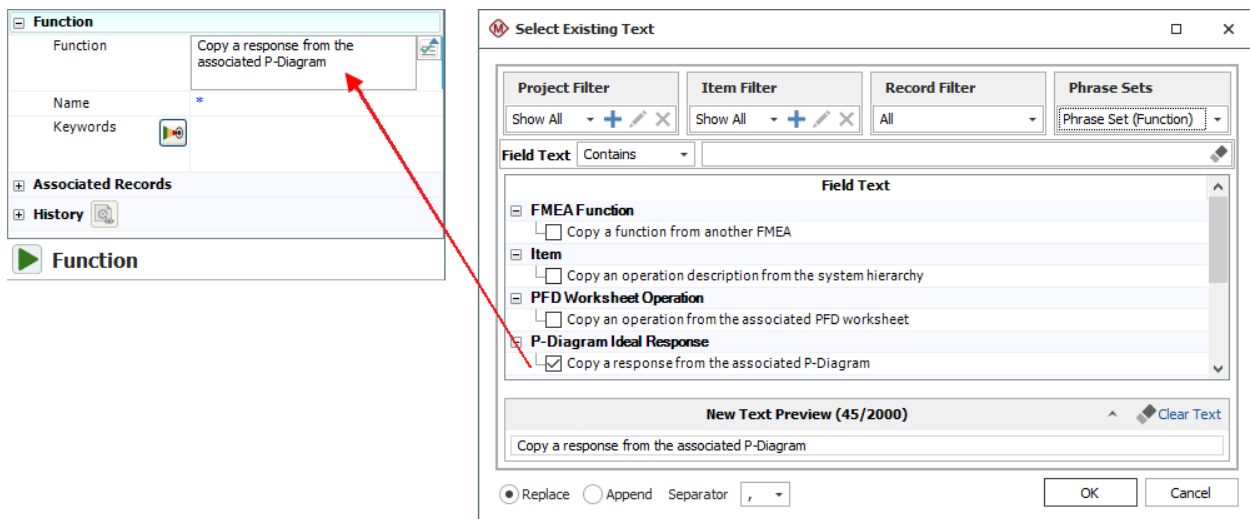 Function
Function
Copy a response from the
associated P-Diagram
Name
*
Keywords
Associated Records
History
Function
Select Existing Text
Project Filter
Item Filter
Record Filter
Phrase Sets
Show All
Show All
All
Phrase Set (Function)
Field Text
Contains
Field Text
FMEA Function
Copy a function from another FMEA
Item
Copy an operation description from the system hierarchy
PFD Worksheet Operation
Copy an operation from the associated PFD worksheet
P-Diagram Ideal Response
Copy a response from the associated P-Diagram
New Text Preview (45/2000)
Clear Text
Copy a response from the associated P-Diagram
Replace
Append
Separator
,
OK
Cancel